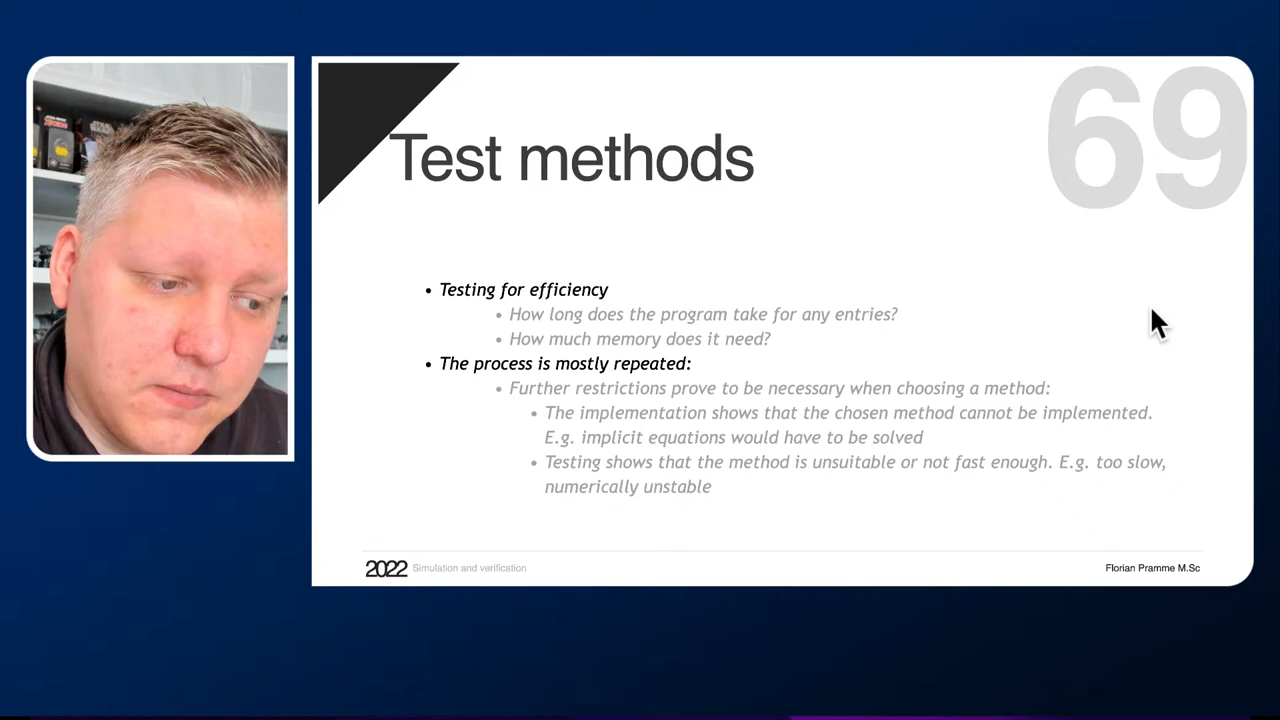 69
Test methods
• Testing for efficiency
• How long does the program take for any entries?
• How much memory does it need?
• The process is mostly repeated:
• Further restrictions prove to be necessary when choosing a method:
• The implementation shows that the chosen method cannot be implemented.
E.g. implicit equations would have to be solved
• Testing shows that the method is unsuitable or not fast enough. E.g. too slow,
numerically unstable
2022 Simulation and verification
Florian Pramme M.Sc